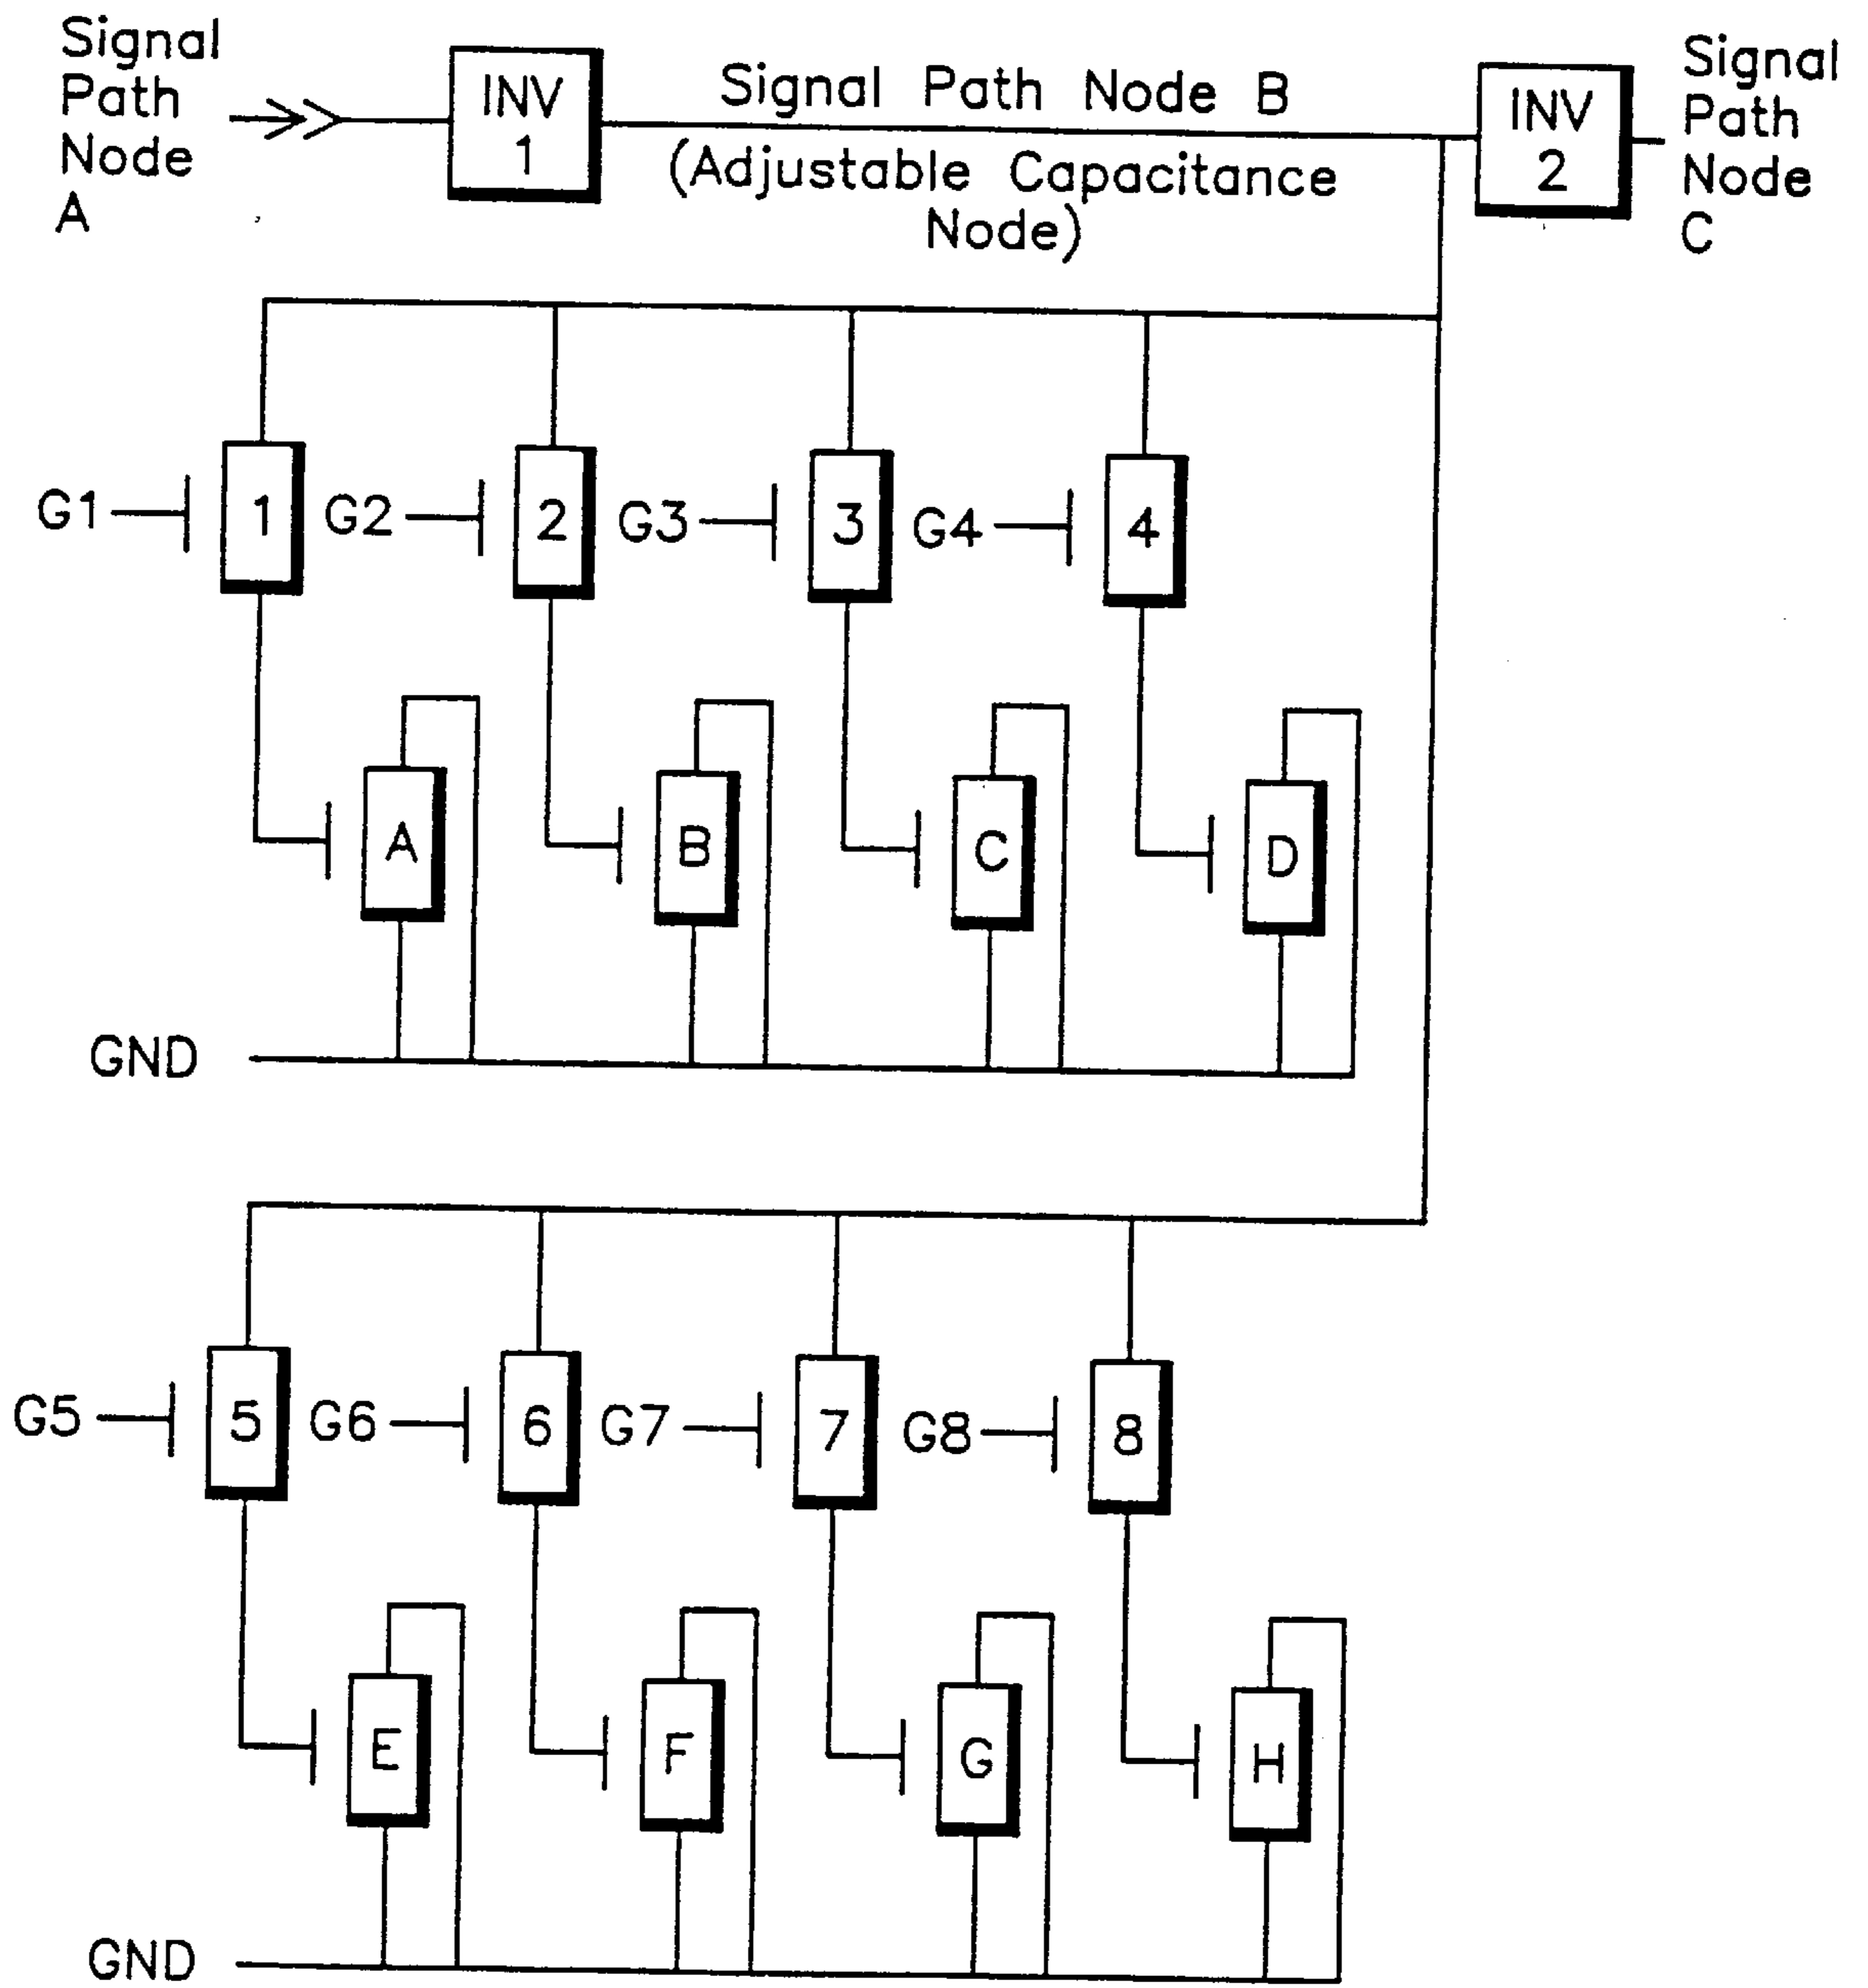 Signal
Path
Node
A
INV
1
Signal Path Node B
(Adjustable Capacitance
Node)
INV
2
Signal
Path
Node
C
G1
1
G2
2
G3
3
G4
4
A
B
C
D
GND
G5
5
G6
6
G7
7
G8
8
E
F
G
H
GND